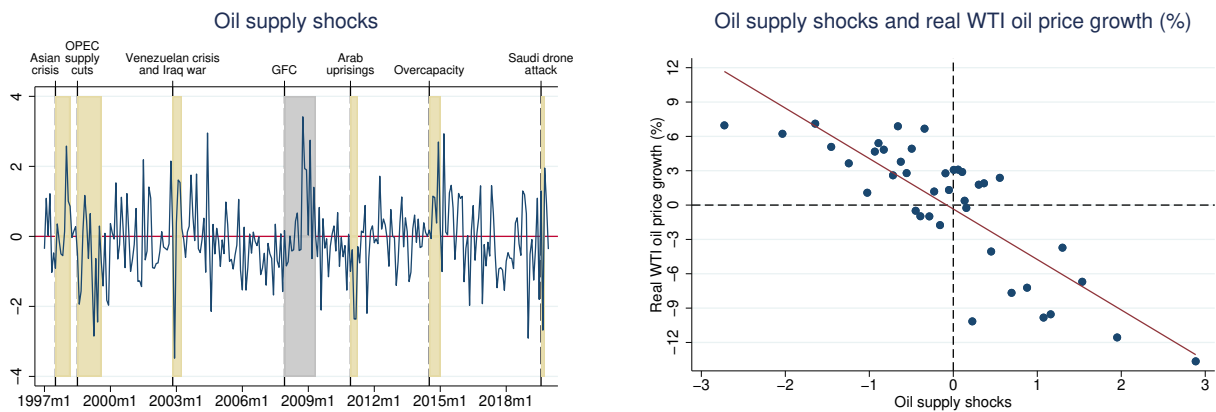 Oil supply shocks
Asian
crisis
OPEC
supply
cuts
Venezuelan crisis
and Iraq war
GFC
Arab
uprisings
Overcapacity
Saudi drone
attack
4
2
0
−2
−4
1997m1 2000m1 2003m1 2006m1 2009m1 2012m1 2015m1 2018m1
Oil supply shocks and real WTI oil price growth (%)
Real WTI oil price growth (%)
12
9
6
3
0
−3
−6
−9
−12
−3 −2 −1 0 1 2 3
Oil supply shocks